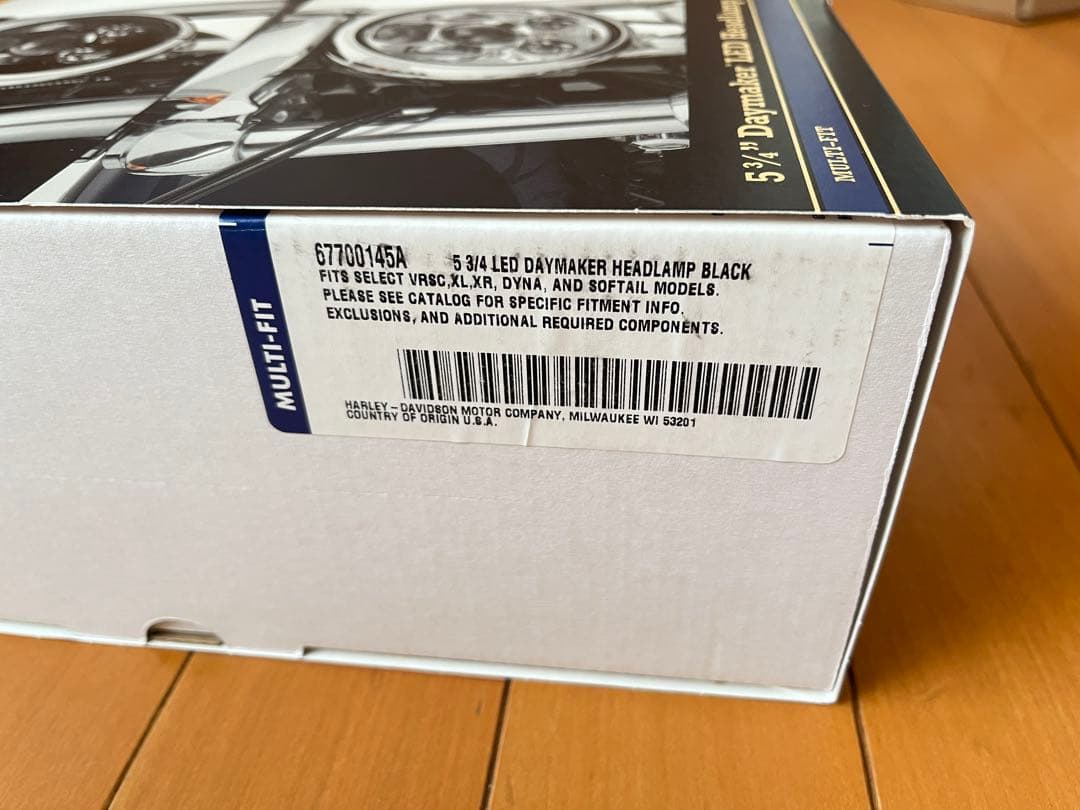 5 3/4" Daymaker LED
MULTI-FIT
MULTI-FIT
67700145A 5 3/4 LED DAYMAKER HEADLAMP BLACK
FITS SELECT VRSC,XL,XR, DYNA, AND SOFTAIL MODELS.
PLEASE SEE CATALOG FOR SPECIFIC FITMENT INFO.
EXCLUSIONS, AND ADDITIONAL REQUIRED COMPONENTS.
HARLEY-DAVIDSON MOTOR COMPANY, MILWAUKEE WI 53201
COUNTRY OF ORIGIN U.S.A.